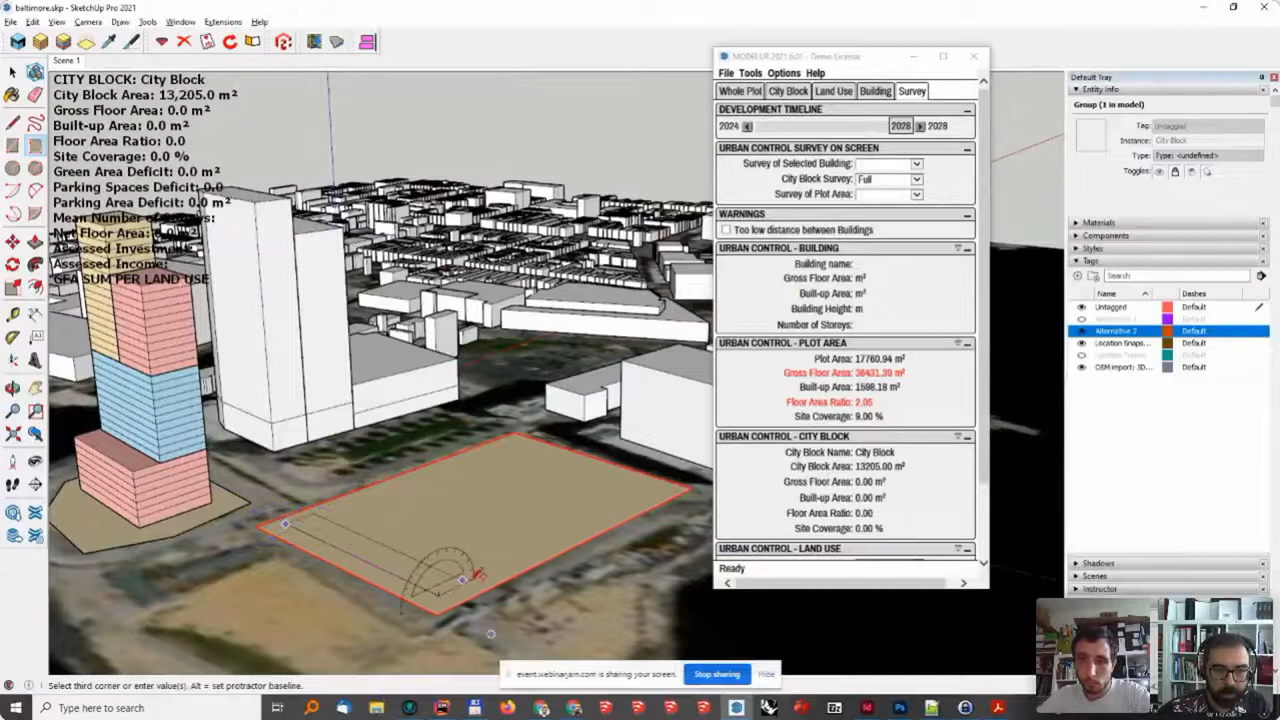 baltimore.skp - SketchUp Pro 2021
File Edit View Camera Draw Tools Window Extensions Help
Scene 1
CITY BLOCK: City Block
City Block Area: 13,205.0 m²
Gross Floor Area: 0.0 m²
Built-up Area: 0.0 m²
Floor Area Ratio: 0.0
Site Coverage: 0.0 %
Green Area Deficit: 0.0 m²
Parking Spaces Deficit: 0.0
Parking Area Deficit: 0.0 m²
Mean Number of
Net Floor Area:
Assessed Investment:
Assessed Income:
GFA SUM PER LAND USE
MODELUR 2021.6.01 - Demo License
File Tools Options Help
Whole Plot City Block Land Use Building Survey
DEVELOPMENT TIMELINE
2024 2028 2028
URBAN CONTROL SURVEY ON SCREEN
Survey of Selected Building:
City Block Survey: Full
Survey of Plot Area:
WARNINGS
Too low distance between Buildings
URBAN CONTROL - BUILDING
Building name:
Gross Floor Area: m²
Built-up Area: m²
Building Height: m
Number of Storeys:
URBAN CONTROL - PLOT AREA
Plot Area: 17760.94 m²
Gross Floor Area: 36431.39 m²
Built-up Area: 1598.18 m²
Floor Area Ratio: 2.05
Site Coverage: 9.00 %
URBAN CONTROL - CITY BLOCK
City Block Name: City Block
City Block Area: 13205.00 m²
Gross Floor Area: 0.00 m²
Built-up Area: 0.00 m²
Floor Area Ratio: 0.00
Site Coverage: 0.00 %
URBAN CONTROL - LAND USE
Ready
Default Tray
Entity Info
Group (1 in model)
Tag: Untagged
Instance: City Block
Type: Type: <undefined>
Toggles:
Materials
Components
Styles
Tags
Search
Name Dashes
Untagged Default
Default
Alternative 2 Default
Location Snaps... Default
Location Default
OSM import: 3D... Default
Shadows
Scenes
Instructor
event.webinarjam.com is sharing your screen. Stop sharing Hide
Select third corner or enter value(s). Alt = set protractor baseline.
Type here to search